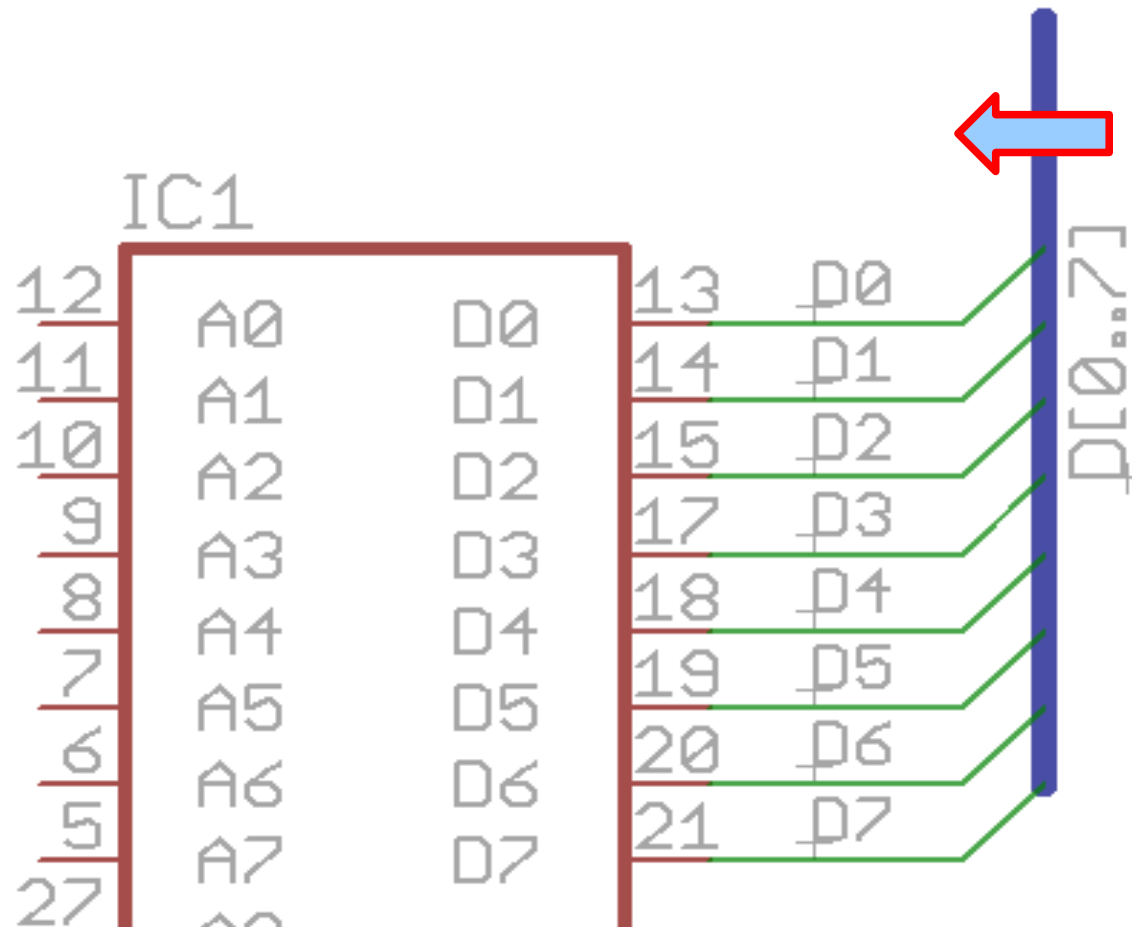 IC1
12 A0 D0 13 D0
11 A1 D1 14 D1
10 A2 D2 15 D2
9 A3 D3 17 D3
8 A4 D4 18 D4
7 A5 D5 19 D5
6 A6 D6 20 D6
5 A7 D7 21 D7
27
D[0..7]